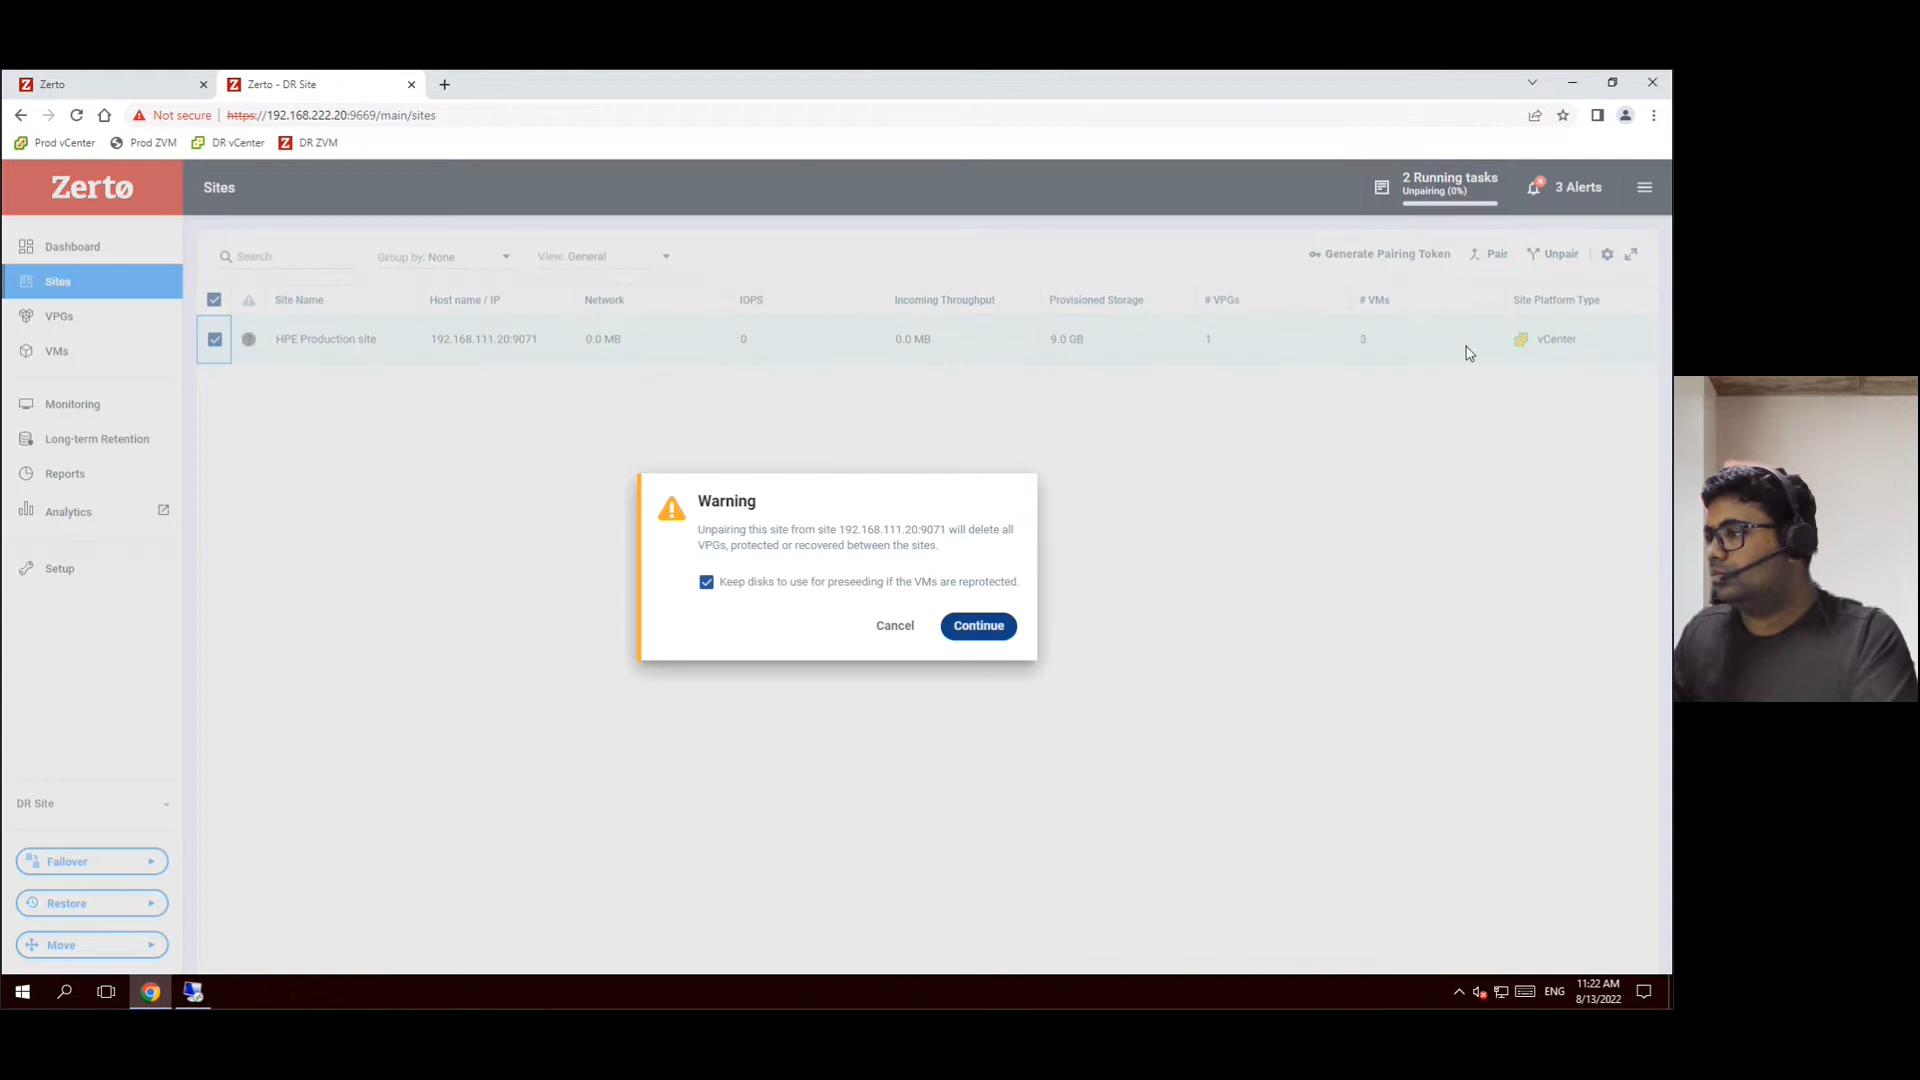 Zerto
Zerto - DR Site
Not secure
https://192.168.222.20:9669/main/sites
Prod vCenter
Prod ZVM
DR vCenter
DR ZVM
Zerto
Sites
2 Running tasks
Unpairing (0%)
3 Alerts
Dashboard
Sites
VPGs
VMs
Monitoring
Long-term Retention
Reports
Analytics
Setup
DR Site
Failover
Restore
Move
Search
Group by: None
View: General
Generate Pairing Token
Pair
Unpair
Site Name
Host name / IP
Network
IOPS
Incoming Throughput
Provisioned Storage
# VPGs
# VMs
Site Platform Type
HPE Production site
192.168.111.20:9071
0.0 MB
0
0.0 MB
9.0 GB
1
3
vCenter
Warning
Unpairing this site from site 192.168.111.20:9071 will delete all
VPGs, protected or recovered between the sites.
Keep disks to use for preseeding if the VMs are reprotected.
Cancel
Continue
ENG
11:22 AM
8/13/2022